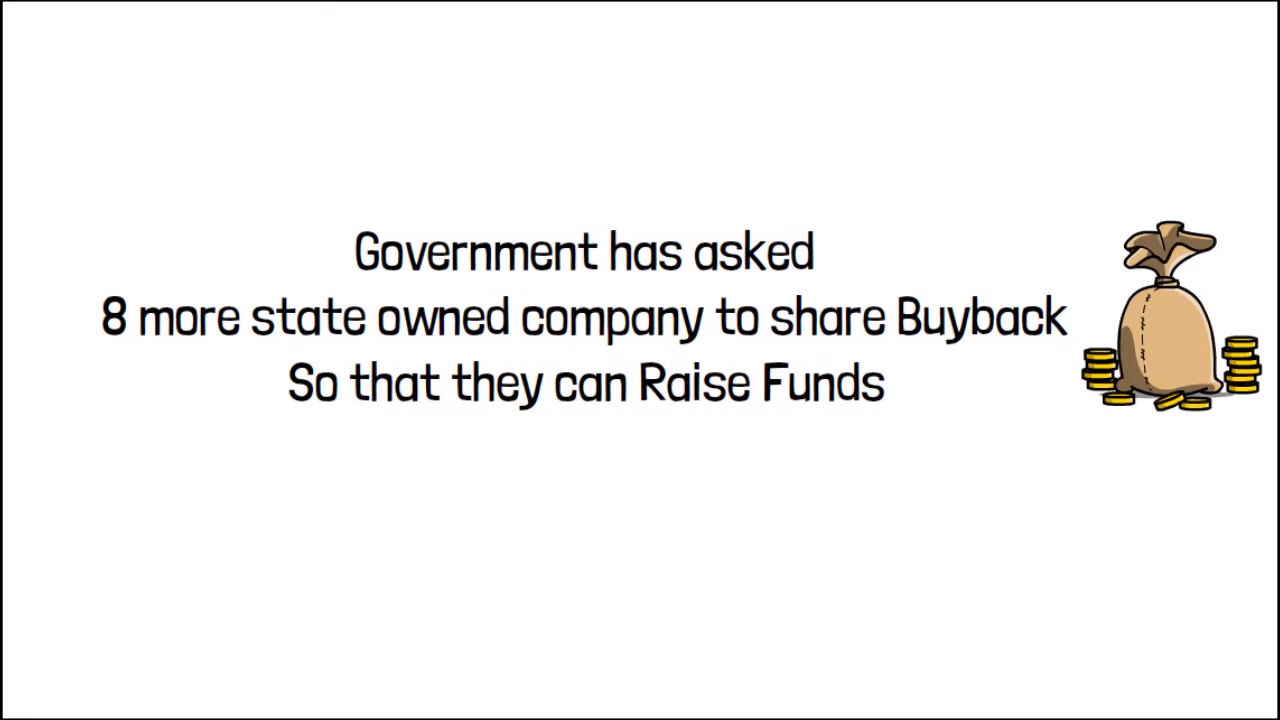 Government has asked
8 more state owned company to share Buyback
So that they can Raise Funds